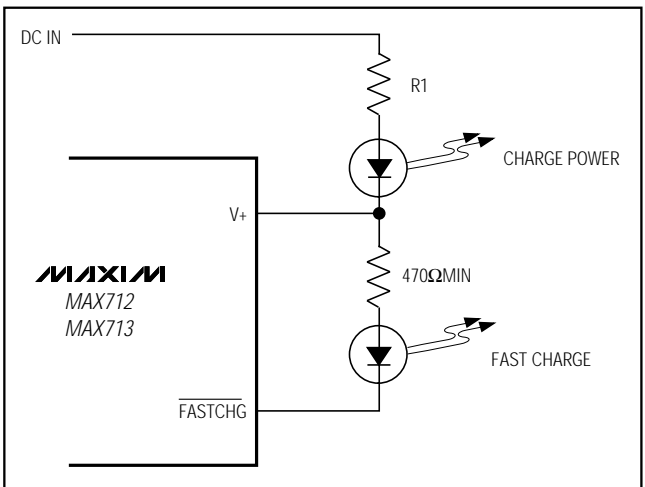 DC IN
R1
CHARGE POWER
V+
MAXIM
MAX712
MAX713
470ΩMIN
FAST CHARGE
FASTCHG